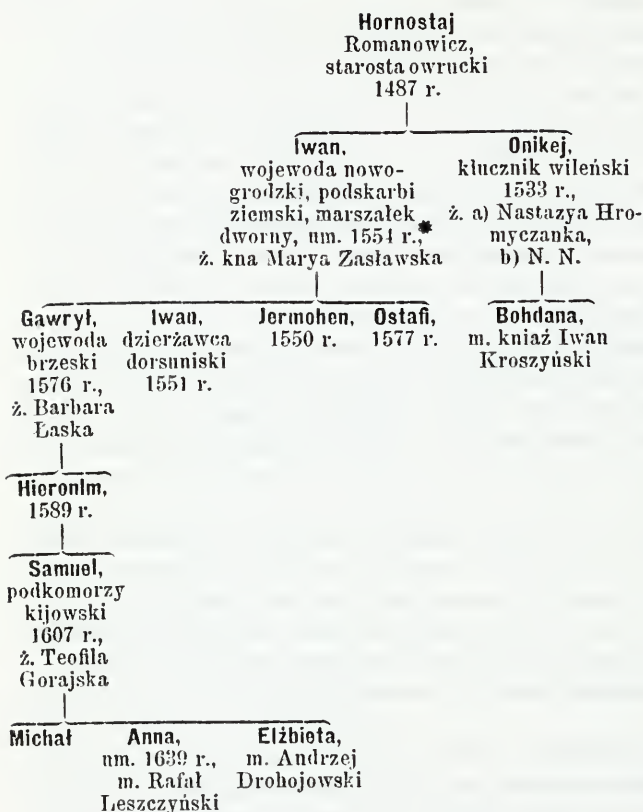 Hornostaj
Romanowicz,
starosta owrucki
1487 r.
Iwan,
wojewoda nowo-
grodzki, podskarbi
ziemski, marszałek
dworny, um. 1554 r.,*
ż. kna Marya Zasławska
Onikej,
klucznik wileński
1533 r.,
ż. a) Nastazya Hro-
myczanka,
b) N. N.
Gawrył,
wojewoda
brzeski
1576 r.,
ż. Barbara
Łaska
Iwan,
dzierżawca
dorsuniski
1551 r.
Jermohen,
1550 r.
Ostafi,
1577 r.
Bohdana,
m. kniaź Iwan
Kroszyński
Hieronim,
1589 r.
Samuel,
podkomorzy
kijowski
1607 r.,
ż. Teofila
Gorajska
Michał
Anna,
um. 1639 r.,
m. Rafał
Leszczyński
Elżbieta,
m. Andrzej
Drohojowski